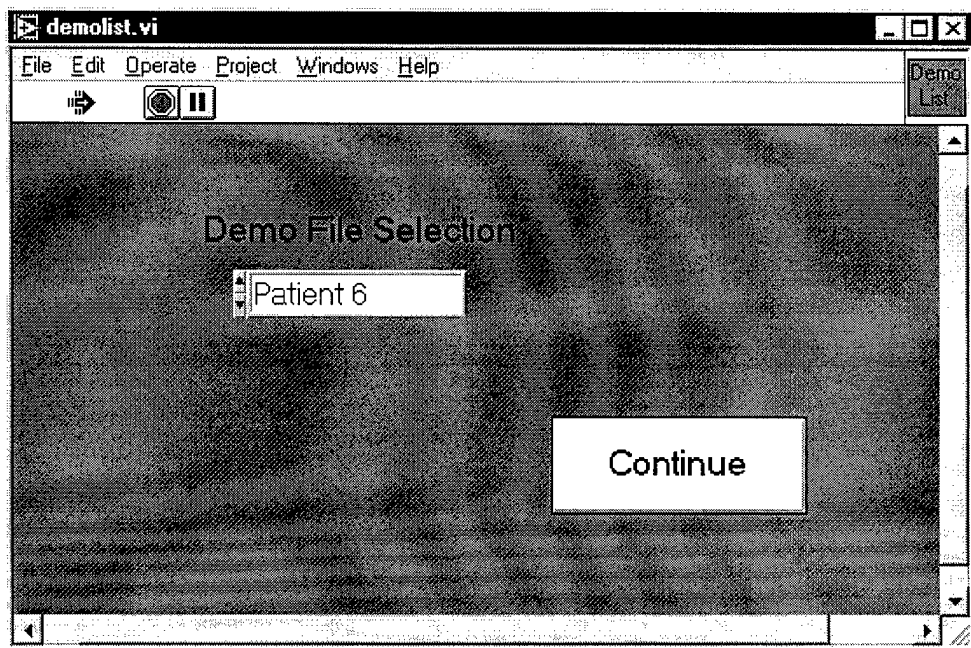 demolist.vi
File Edit Operate Project Windows Help
Demo
List
Demo File Selection
Patient 6
Continue